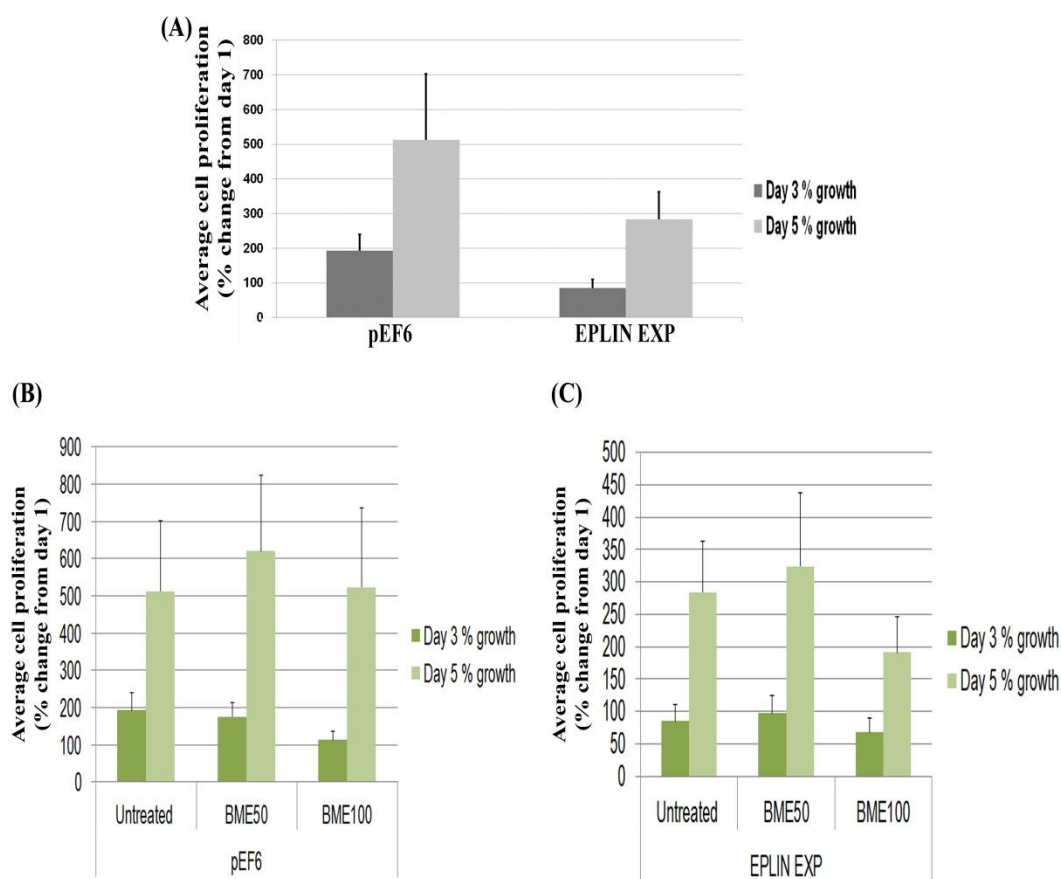 (A)
Average cell proliferation
(% change from day 1)
800
700
600
500
400
300
200
100
0
pEF6
EPLIN EXP
Day 3 % growth
Day 5 % growth
(B)
Average cell proliferation
(% change from day 1)
900
800
700
600
500
400
300
200
100
0
Untreated
BME50
BME100
pEF6
Day 3 % growth
Day 5 % growth
(C)
Average cell proliferation
(% change from day 1)
500
450
400
350
300
250
200
150
100
50
0
Untreated
BME50
BME100
EPLIN EXP
Day 3 % growth
Day 5 % growth